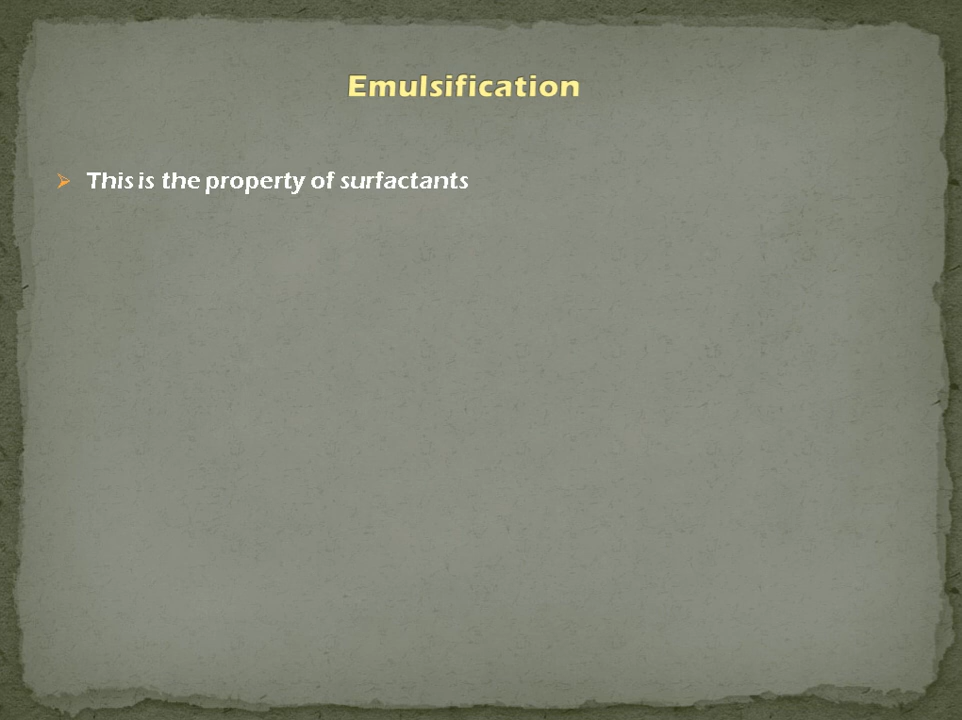 Emulsification
This is the property of surfactants